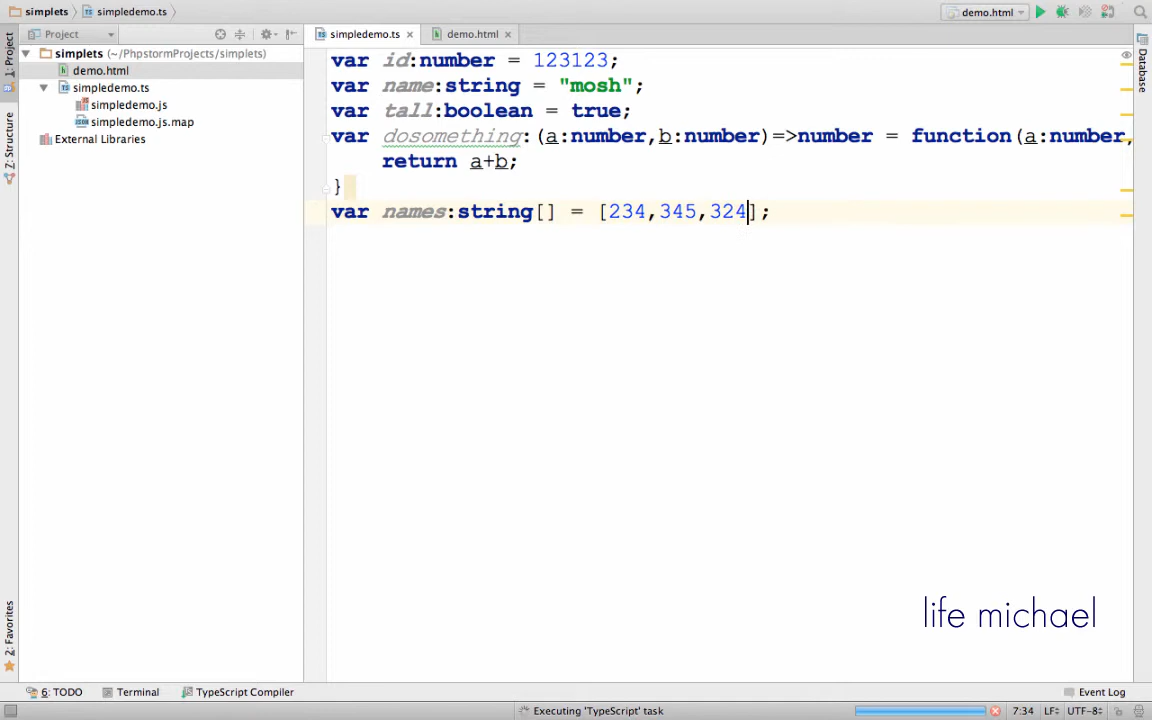 simplets simpledemo.ts demo.html
1: Project
Project
simpledemo.ts demo.html
simplets (~/PhpstormProjects/simplets)
demo.html
simpledemo.ts
simpledemo.js
simpledemo.js.map
External Libraries
Z: Structure
2: Favorites
Database
var id:number = 123123;
var name:string = "mosh";
var tall:boolean = true;
var dosomething:(a:number,b:number)=>number = function(a:number,
return a+b;
}
var names:string[] = [234,345,324];
life michael
6: TODO Terminal TypeScript Compiler Event Log
Executing 'TypeScript' task 7:34 LF÷ UTF-8÷